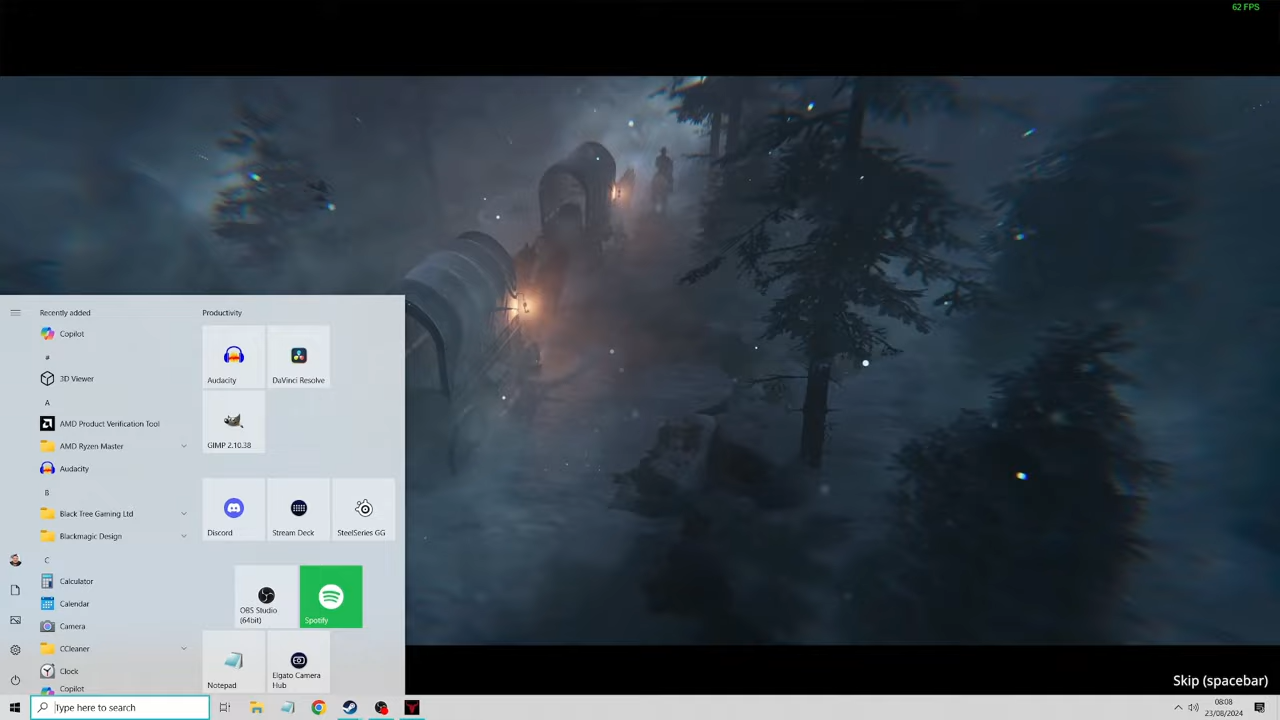 62 FPS
Recently added
Copilot
#
3D Viewer
A
AMD Product Verification Tool
AMD Ryzen Master
Audacity
B
Black Tree Gaming Ltd
Blackmagic Design
C
Calculator
Calendar
Camera
CCleaner
Clock
Copilot
Productivity
Audacity
DaVinci Resolve
GIMP 2.10.38
Discord
Stream Deck
SteelSeries GG
OBS Studio
(64bit)
Spotify
Notepad
Elgato Camera
Hub
Skip (spacebar)
Type here to search
08:08
23/08/2024